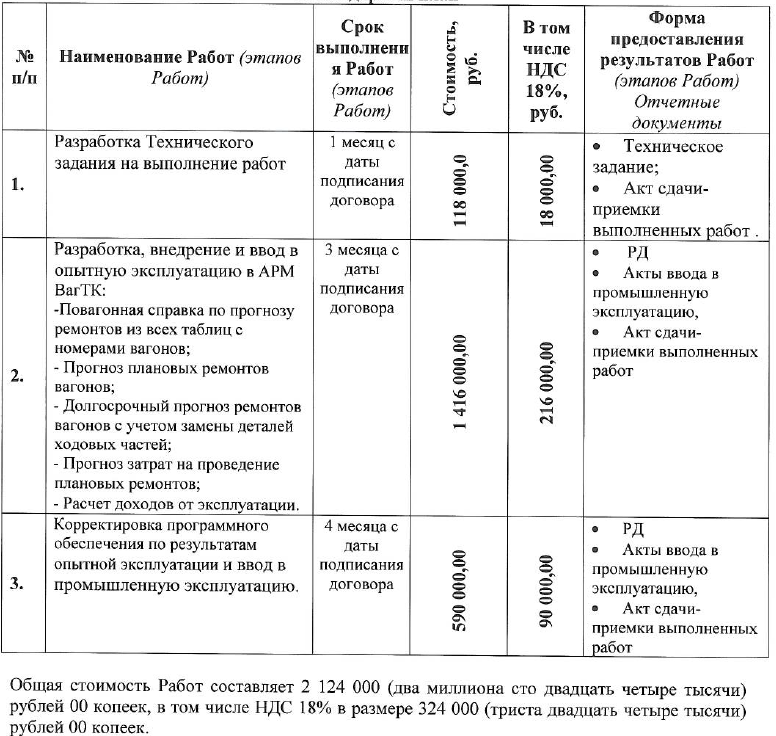 № п/п
Наименование Работ (этапов Работ)
Срок выполнени я Работ (этапов Работ)
Стоимость, руб.
В том числе НДС 18%, руб.
Форма предоставления результатов Работ (этапов Работ) Отчетные документы
1.
Разработка Технического
задания на выполнение работ
1 месяц с
даты
подписания
договора
118 000,0
18 000,00
• Техническое
задание;
• Акт сдачи-
приемки
выполненных работ .
2.
Разработка, внедрение и ввод в
опытную эксплуатацию в АРМ
ВагТК:
-Повагонная справка по прогнозу
ремонтов из всех таблиц с
номерами вагонов;
- Прогноз плановых ремонтов
вагонов;
- Долгосрочный прогноз ремонтов
вагонов с учетом замены деталей
ходовых частей;
- Прогноз затрат на проведение
плановых ремонтов;
- Расчет доходов от эксплуатации.
3 месяца с
даты
подписания
договора
1 416 000,00
216 000,00
• РД
• Акты ввода в
промышленную
эксплуатацию,
• Акт сдачи-
приемки выполненных
работ
3.
Корректировка программного
обеспечения по результатам
опытной эксплуатации и ввод в
промышленную эксплуатацию.
4 месяца с
даты
подписания
договора
590 000,00
90 000,00
• РД
• Акты ввода в
промышленную
эксплуатацию,
• Акт сдачи-
приемки выполненных
работ
Общая стоимость Работ составляет 2 124 000 (два миллиона сто двадцать четыре тысячи)
рублей 00 копеек, в том числе НДС 18% в размере 324 000 (триста двадцать четыре тысячи)
рублей 00 копеек.